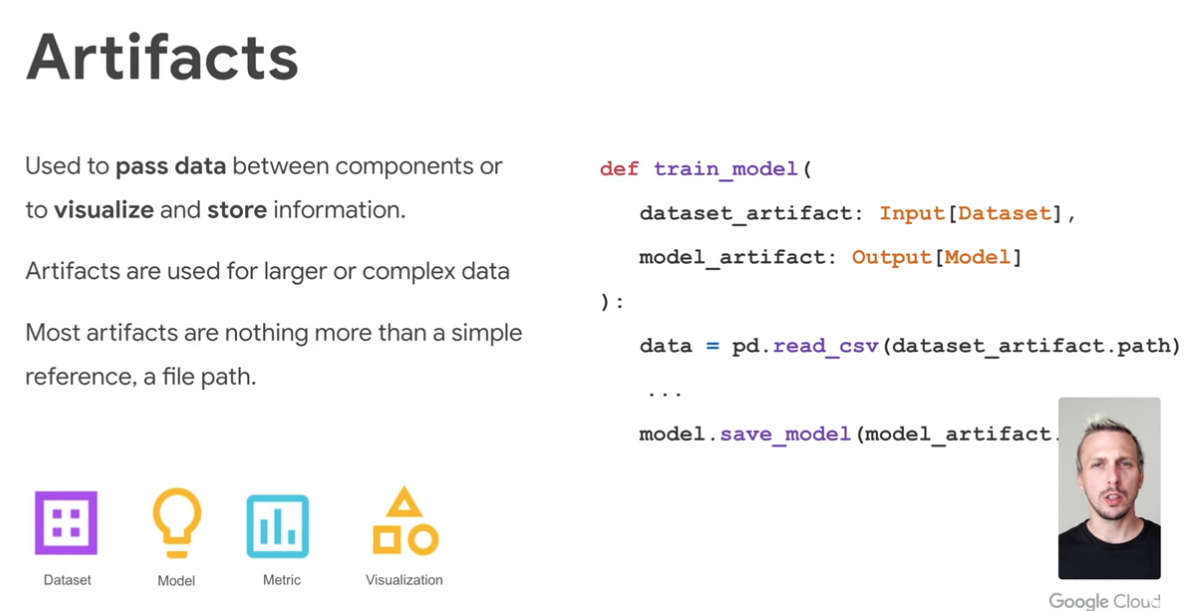 Artifacts
Used to pass data between components or
to visualize and store information.
Artifacts are used for larger or complex data
Most artifacts are nothing more than a simple
reference, a file path.
def train_model(
dataset_artifact: Input[Dataset],
model_artifact: Output[Model]
):
data = pd.read_csv(dataset_artifact.path)
...
model.save_model(model_artifact.
Dataset
Model
Metric
Visualization
Google Cloud